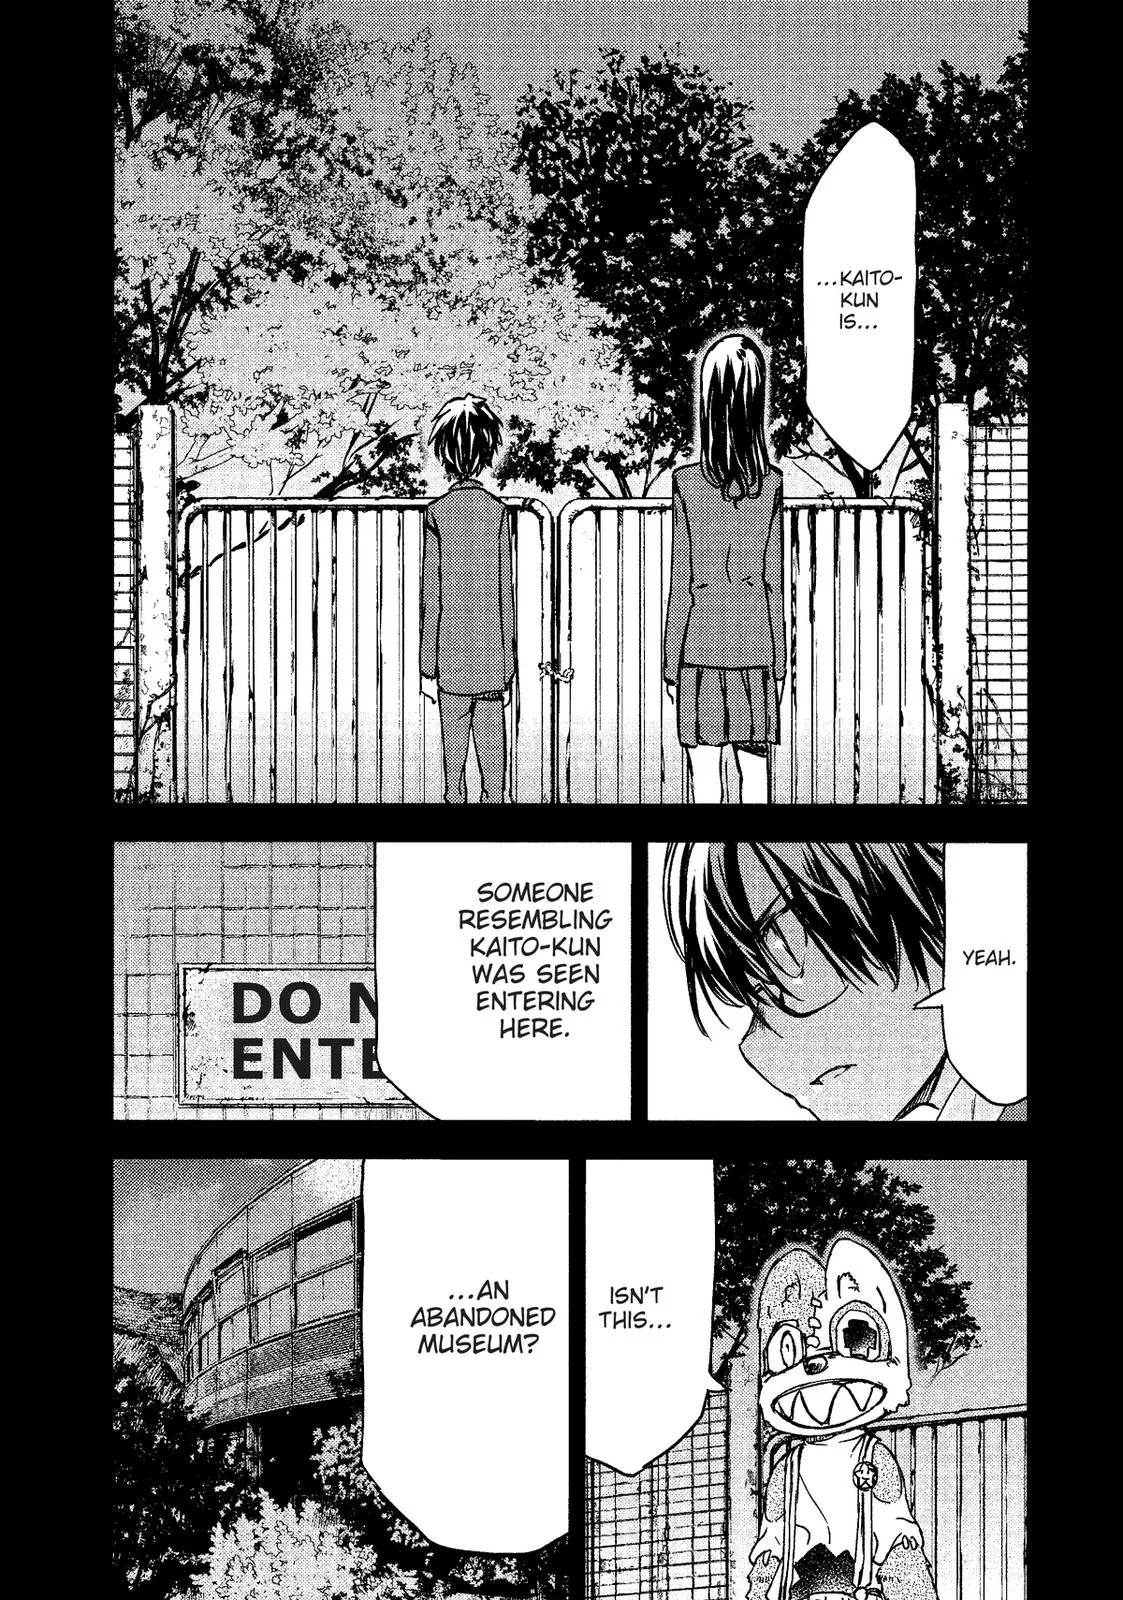 ...KAITO-
KUN
IS...
YEAH.
SOMEONE
RESEMBLING
KAITO-KUN
WAS SEEN
ENTERING
HERE.
DO N
ENTE
ISN'T
THIS...
...AN
ABANDONED
MUSEUM?